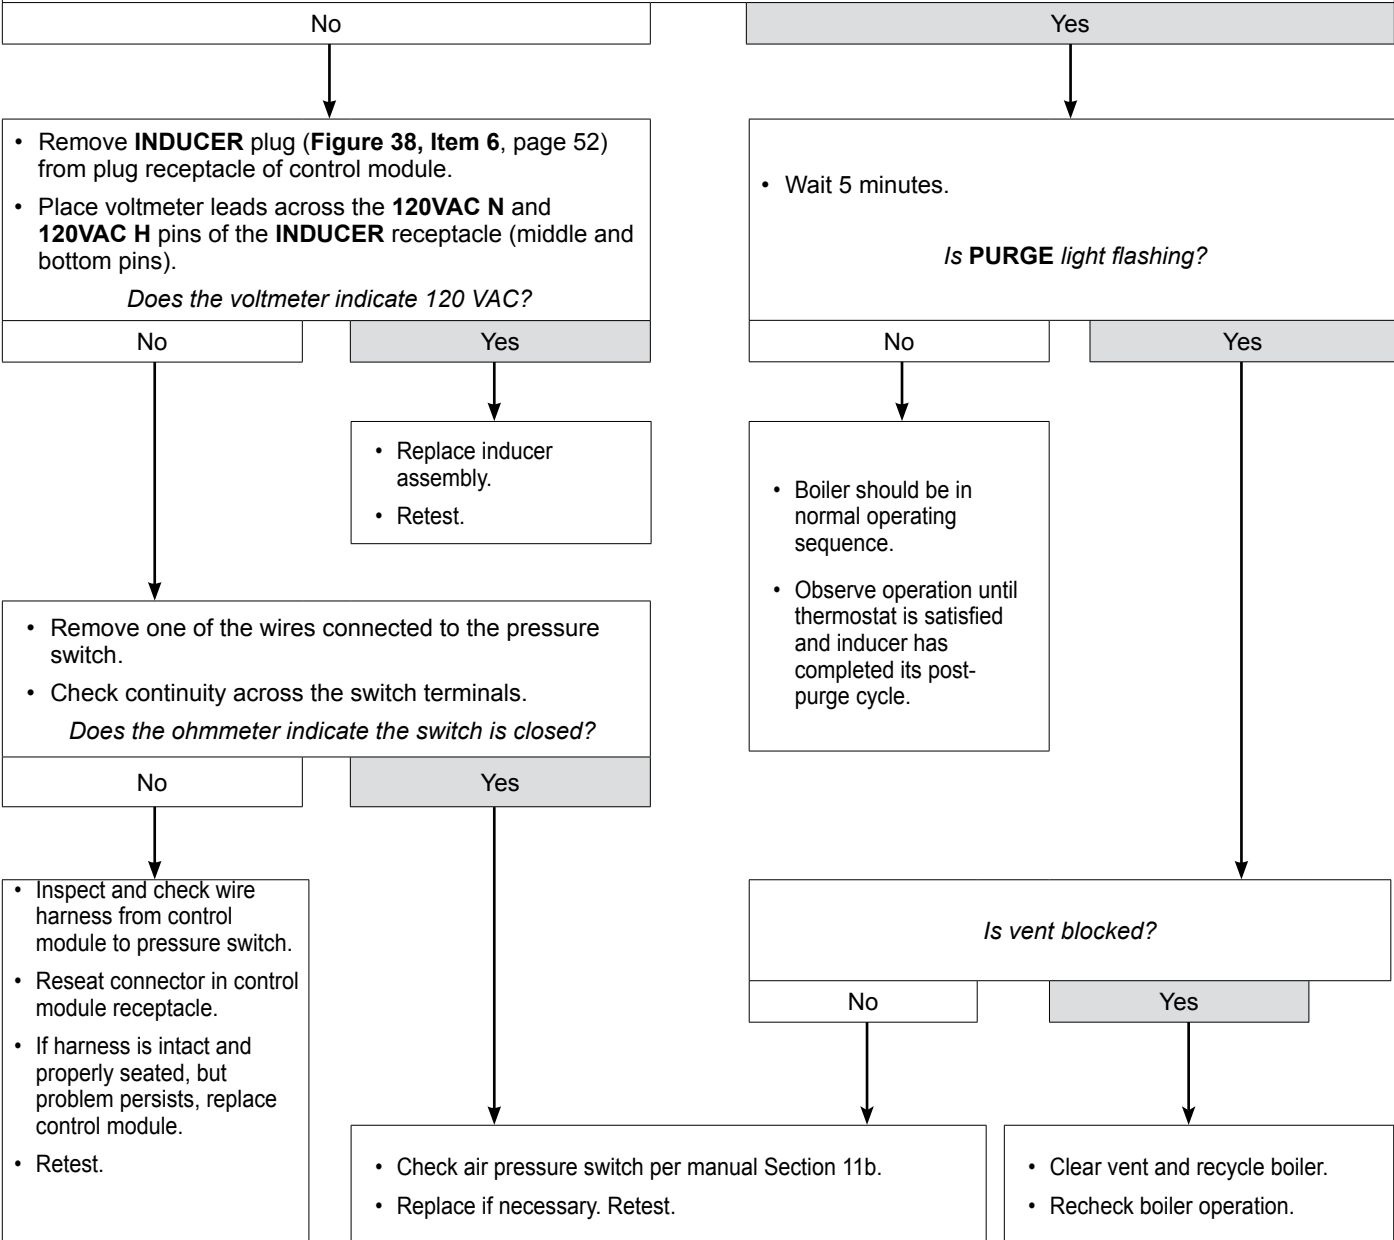 No
Yes
• Remove INDUCER plug (Figure 38, Item 6, page 52)
from plug receptacle of control module.
• Place voltmeter leads across the 120VAC N and
120VAC H pins of the INDUCER receptacle (middle and
bottom pins).
Does the voltmeter indicate 120 VAC?
No
Yes
• Wait 5 minutes.
Is PURGE light flashing?
No
Yes
• Replace inducer
assembly.
• Retest.
• Boiler should be in
normal operating
sequence.
• Observe operation until
thermostat is satisfied
and inducer has
completed its post-
purge cycle.
• Remove one of the wires connected to the pressure
switch.
• Check continuity across the switch terminals.
Does the ohmmeter indicate the switch is closed?
No
Yes
• Inspect and check wire
harness from control
module to pressure switch.
• Reseat connector in control
module receptacle.
• If harness is intact and
properly seated, but
problem persists, replace
control module.
• Retest.
Is vent blocked?
No
Yes
• Check air pressure switch per manual Section 11b.
• Replace if necessary. Retest.
• Clear vent and recycle boiler.
• Recheck boiler operation.